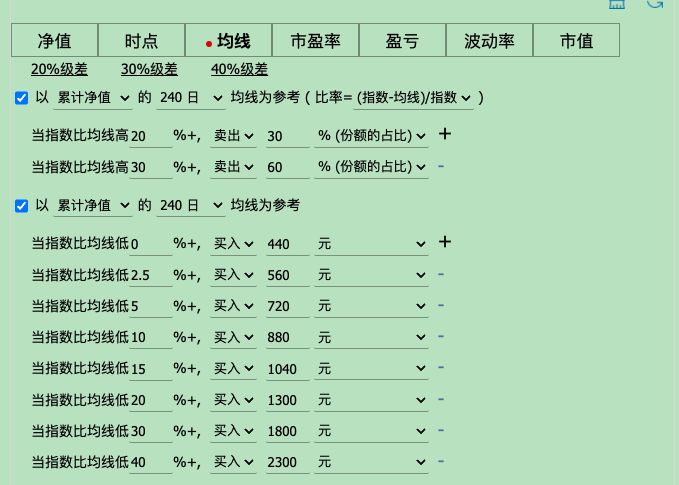 净值 时点 均线 市盈率 盈亏 波动率 市值
20%级差 30%级差 40%级差
以 累计净值 的 240 日 均线为参考 ( 比率= (指数-均线)/指数 )
当指数比均线高 20 %+, 卖出 30 % (份额的占比) +
当指数比均线高 30 %+, 卖出 60 % (份额的占比) -
以 累计净值 的 240 日 均线为参考
当指数比均线低 0 %+, 买入 440 元 +
当指数比均线低 2.5 %+, 买入 560 元 -
当指数比均线低 5 %+, 买入 720 元 -
当指数比均线低 10 %+, 买入 880 元 -
当指数比均线低 15 %+, 买入 1040 元 -
当指数比均线低 20 %+, 买入 1300 元 -
当指数比均线低 30 %+, 买入 1800 元 -
当指数比均线低 40 %+, 买入 2300 元 -